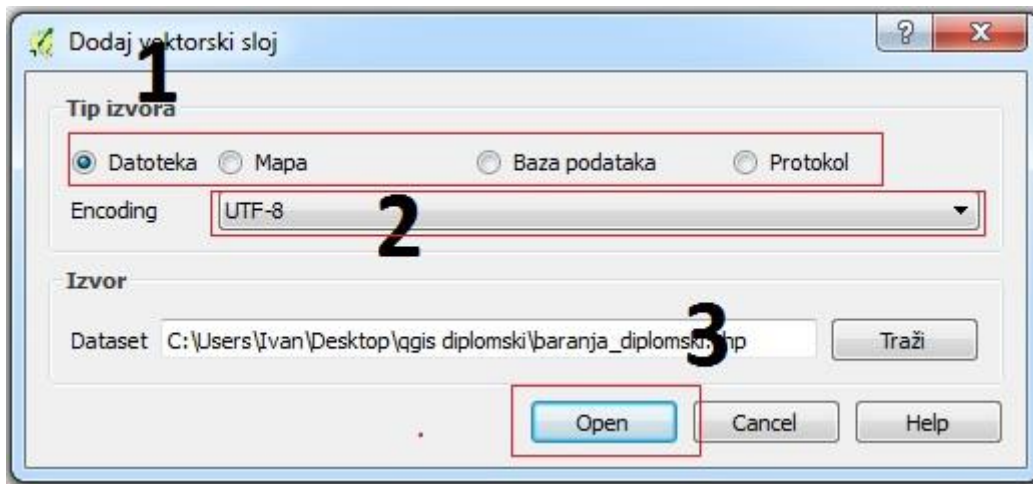 Dodaj vektorski sloj
1
Tip izvora
Datoteka Mapa Baza podataka Protokol
Encoding UTF-8
2
Izvor
3
Dataset C:\Users\Ivan\Desktop\qgis diplomski\baranja_diplomski.shp Traži
Open Cancel Help